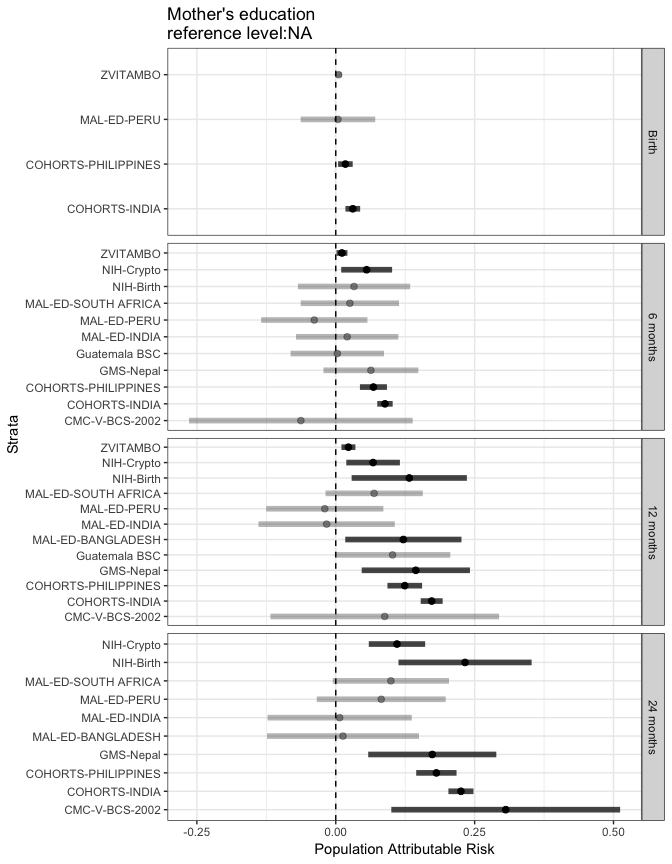 Mother's education
reference level:NA
ZVITAMBO
MAL-ED-PERU
COHORTS-PHILIPPINES
COHORTS-INDIA
Birth
ZVITAMBO
NIH-Crypto
NIH-Birth
MAL-ED-SOUTH AFRICA
MAL-ED-PERU
MAL-ED-INDIA
Guatemala BSC
GMS-Nepal
COHORTS-PHILIPPINES
COHORTS-INDIA
CMC-V-BCS-2002
6 months
Strata
ZVITAMBO
NIH-Crypto
NIH-Birth
MAL-ED-SOUTH AFRICA
MAL-ED-PERU
MAL-ED-INDIA
MAL-ED-BANGLADESH
Guatemala BSC
GMS-Nepal
COHORTS-PHILIPPINES
COHORTS-INDIA
CMC-V-BCS-2002
12 months
NIH-Crypto
NIH-Birth
MAL-ED-SOUTH AFRICA
MAL-ED-PERU
MAL-ED-INDIA
MAL-ED-BANGLADESH
GMS-Nepal
COHORTS-PHILIPPINES
COHORTS-INDIA
CMC-V-BCS-2002
24 months
-0.25 0.00 0.25 0.50
Population Attributable Risk